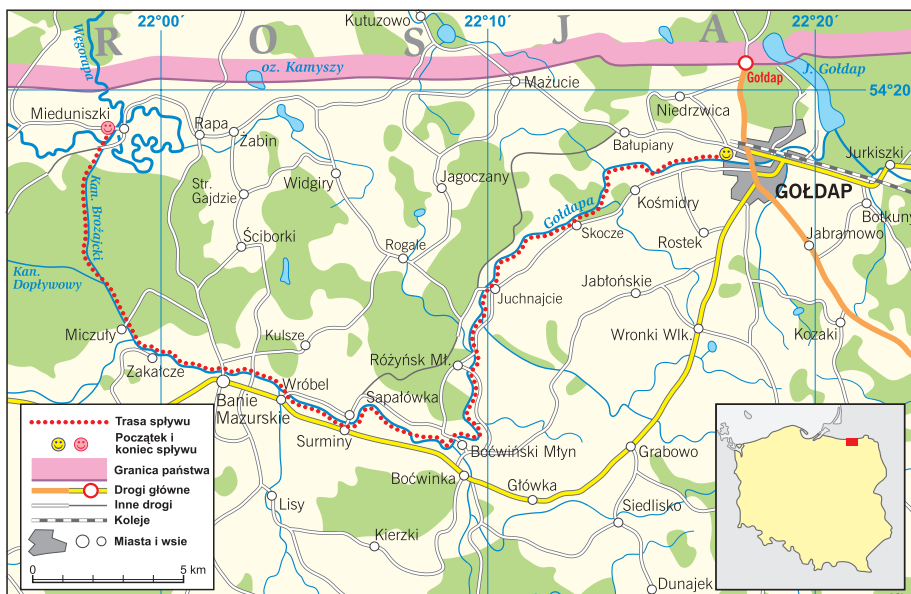 22°00´
22°10´
22°20´
Kutuzowo
R O S J A
Węgorapa
oz. Kamyszy
J. Gołdap
Gołdap
54°20
Mażucie
Mieduniszki
Niedrzwica
Rapa
Żabin
Bałupiany
Jurkiszki
Str.
Gajdzie
Widgiry
Jagoczany
GOŁDAP
Kan. Brożajcki
Gołdapa
Kośmidry
Botkuny
Skocze
Rostek
Jabramowo
Ściborki
Rogale
Kan.
Dopływowy
Jabłońskie
Juchnajcie
Miczuły
Kulsze
Wronki Wlk.
Kozaki
Zakałcze
Różyńsk Mł.
Wróbel
Banie
Mazurskie
Sapałówka
Surminy
Boćwiński Młyn
Grabowo
Boćwinka
Główka
Lisy
Siedlisko
Kierzki
Dunajek
Trasa spływu
Początek i
koniec spływu
Granica państwa
Drogi główne
Inne drogi
Koleje
Miasta i wsie
0 5 km